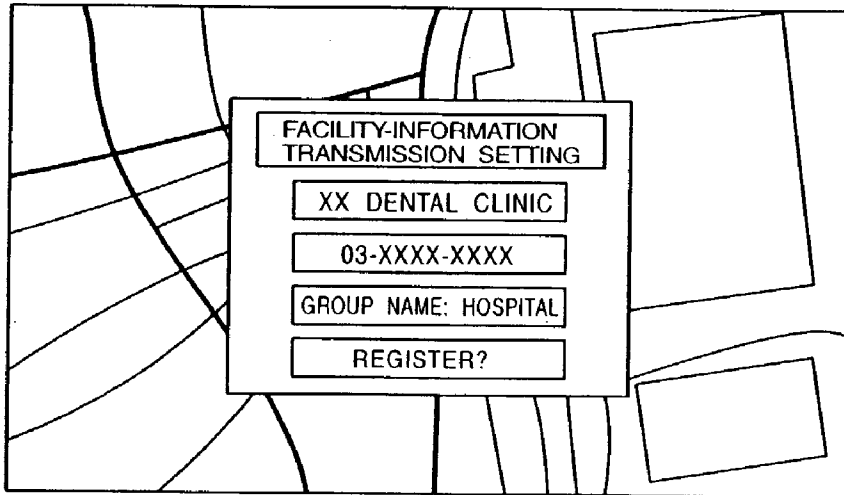 FACILITY-INFORMATION
TRANSMISSION SETTING
XX DENTAL CLINIC
03-XXXX-XXXX
GROUP NAME: HOSPITAL
REGISTER?